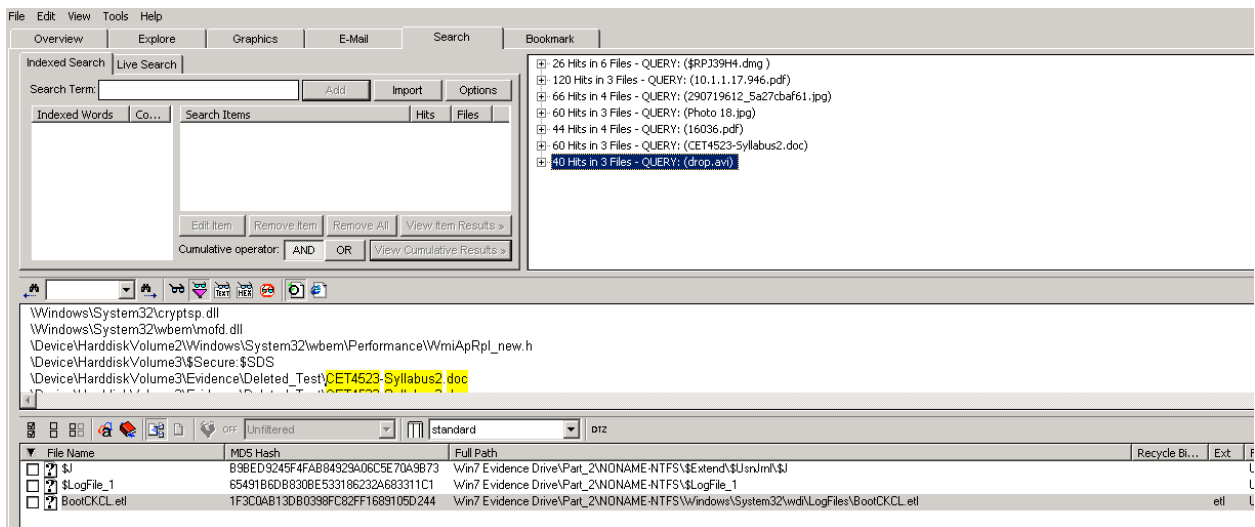 File Edit View Tools Help
Overview Explore Graphics E-Mail Search Bookmark
Indexed Search Live Search
Search Term: Add Import Options
Indexed Words Co... Search Items Hits Files
Edit Item Remove Item Remove All View Item Results »
Cumulative operator: AND OR View Cumulative Results »
26 Hits in 6 Files - QUERY: ($RPJ39H4.dmg )
120 Hits in 3 Files - QUERY: (10.1.1.17.946.pdf)
66 Hits in 4 Files - QUERY: (290719612_5a27cbaf61.jpg)
60 Hits in 3 Files - QUERY: (Photo 18.jpg)
44 Hits in 4 Files - QUERY: (16036.pdf)
60 Hits in 3 Files - QUERY: (CET4523-Syllabus2.doc)
40 Hits in 3 Files - QUERY: (drop.avi)
TEXT HEX
\Windows\System32\cryptsp.dll
\Windows\System32\wbem\mofd.dll
\Device\HarddiskVolume2\Windows\System32\wbem\Performance\WmiApRpl_new.h
\Device\HarddiskVolume3\$Secure:$SDS
\Device\HarddiskVolume3\Evidence\Deleted_Test\CET4523-Syllabus2.doc
OFF Unfiltered standard DTZ
File Name MD5 Hash Full Path Recycle Bi... Ext
$J B9BED9245F4FAB84929A06C5E70A9B73 Win7 Evidence Drive\Part_2\NONAME-NTFS\$Extend\$UsnJrnl\$J
$LogFile_1 65491B6DB830BE533186232A683311C1 Win7 Evidence Drive\Part_2\NONAME-NTFS\$LogFile_1
BootCKCL.etl 1F3C0AB13DB0398FC82FF1689105D244 Win7 Evidence Drive\Part_2\NONAME-NTFS\Windows\System32\wdi\LogFiles\BootCKCL.etl etl